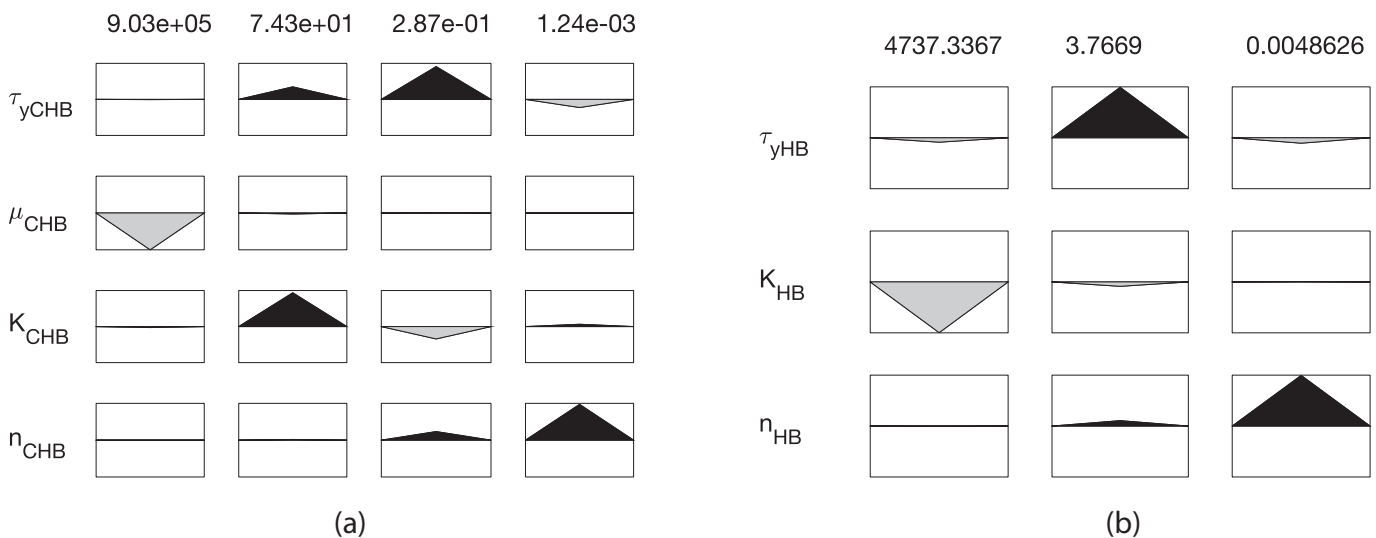 9.03e+05 7.43e+01 2.87e-01 1.24e-03
τyCHB
μCHB
KCHB
nCHB
(a)
4737.3367 3.7669 0.0048626
τyHB
KHB
nHB
(b)